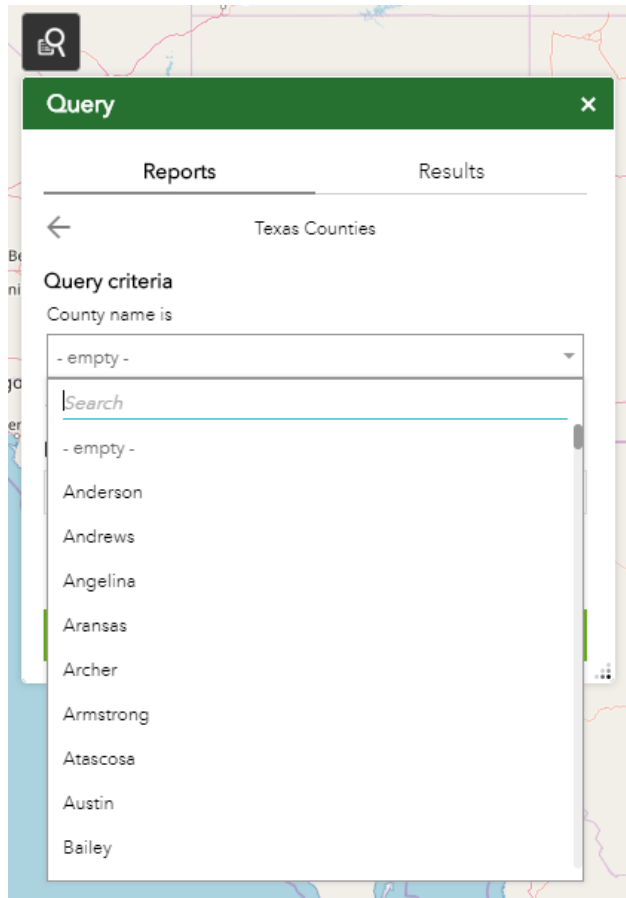 Query
Reports Results
Texas Counties
Query criteria
County name is
- empty -
Search
- empty -
Anderson
Andrews
Angelina
Aransas
Archer
Armstrong
Atascosa
Austin
Bailey